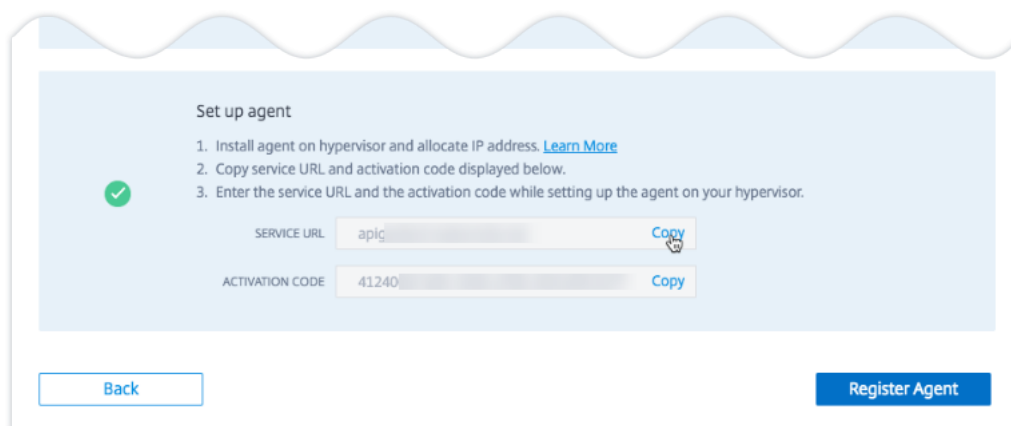 Set up agent
1. Install agent on hypervisor and allocate IP address. Learn More
2. Copy service URL and activation code displayed below.
3. Enter the service URL and the activation code while setting up the agent on your hypervisor.
SERVICE URL apig Copy
ACTIVATION CODE 41240 Copy
Back Register Agent